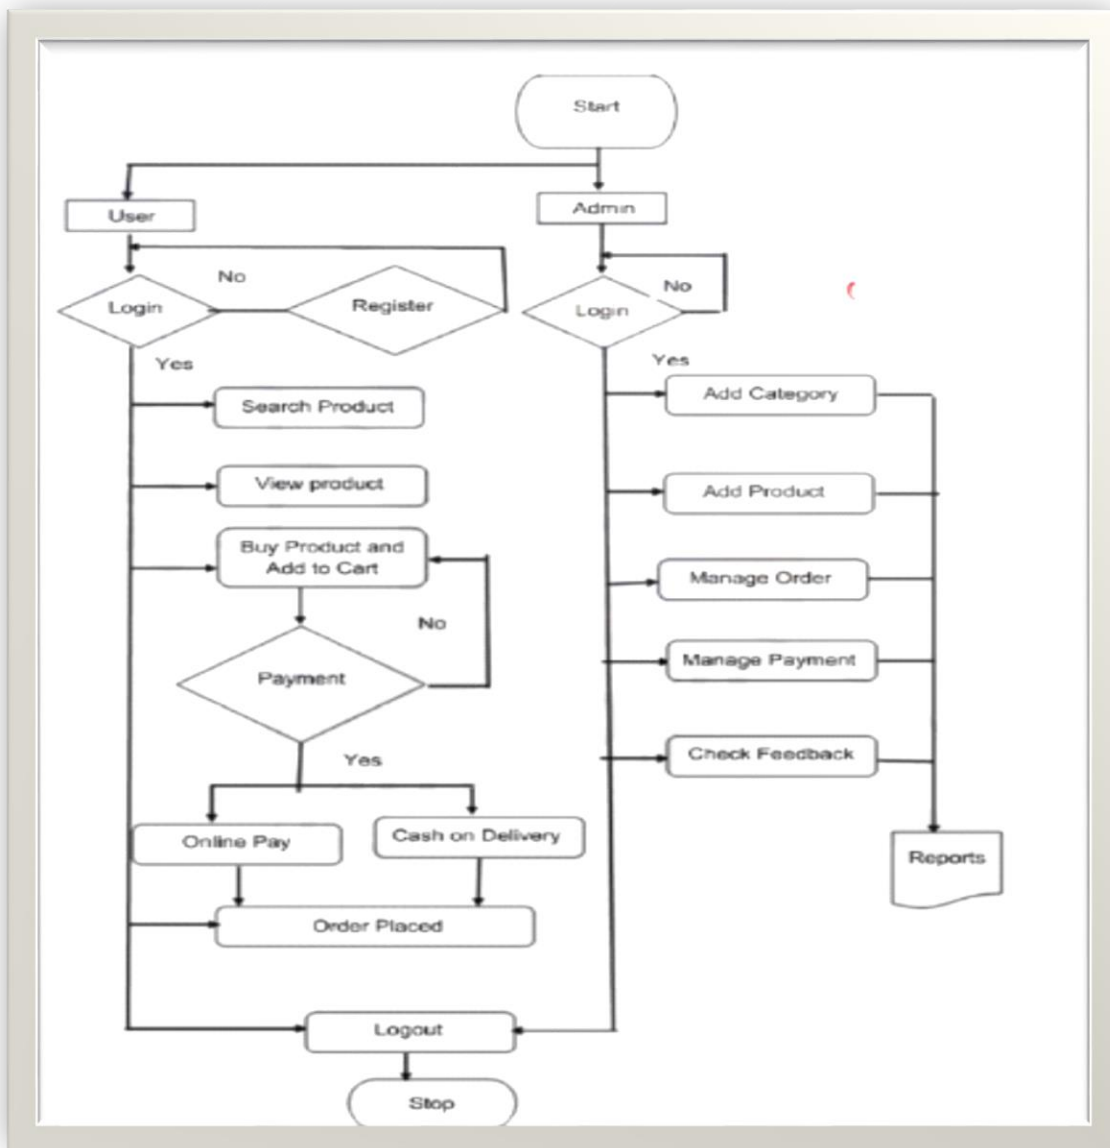 Start
User
Admin
No
Login
Register
No
Login
Yes
Yes
Search Product
Add Category
View product
Add Product
Buy Product and
Add to Cart
Manage Order
No
Payment
Manage Payment
Yes
Check Feedback
Online Pay
Cash on Delivery
Reports
Order Placed
Logout
Stop